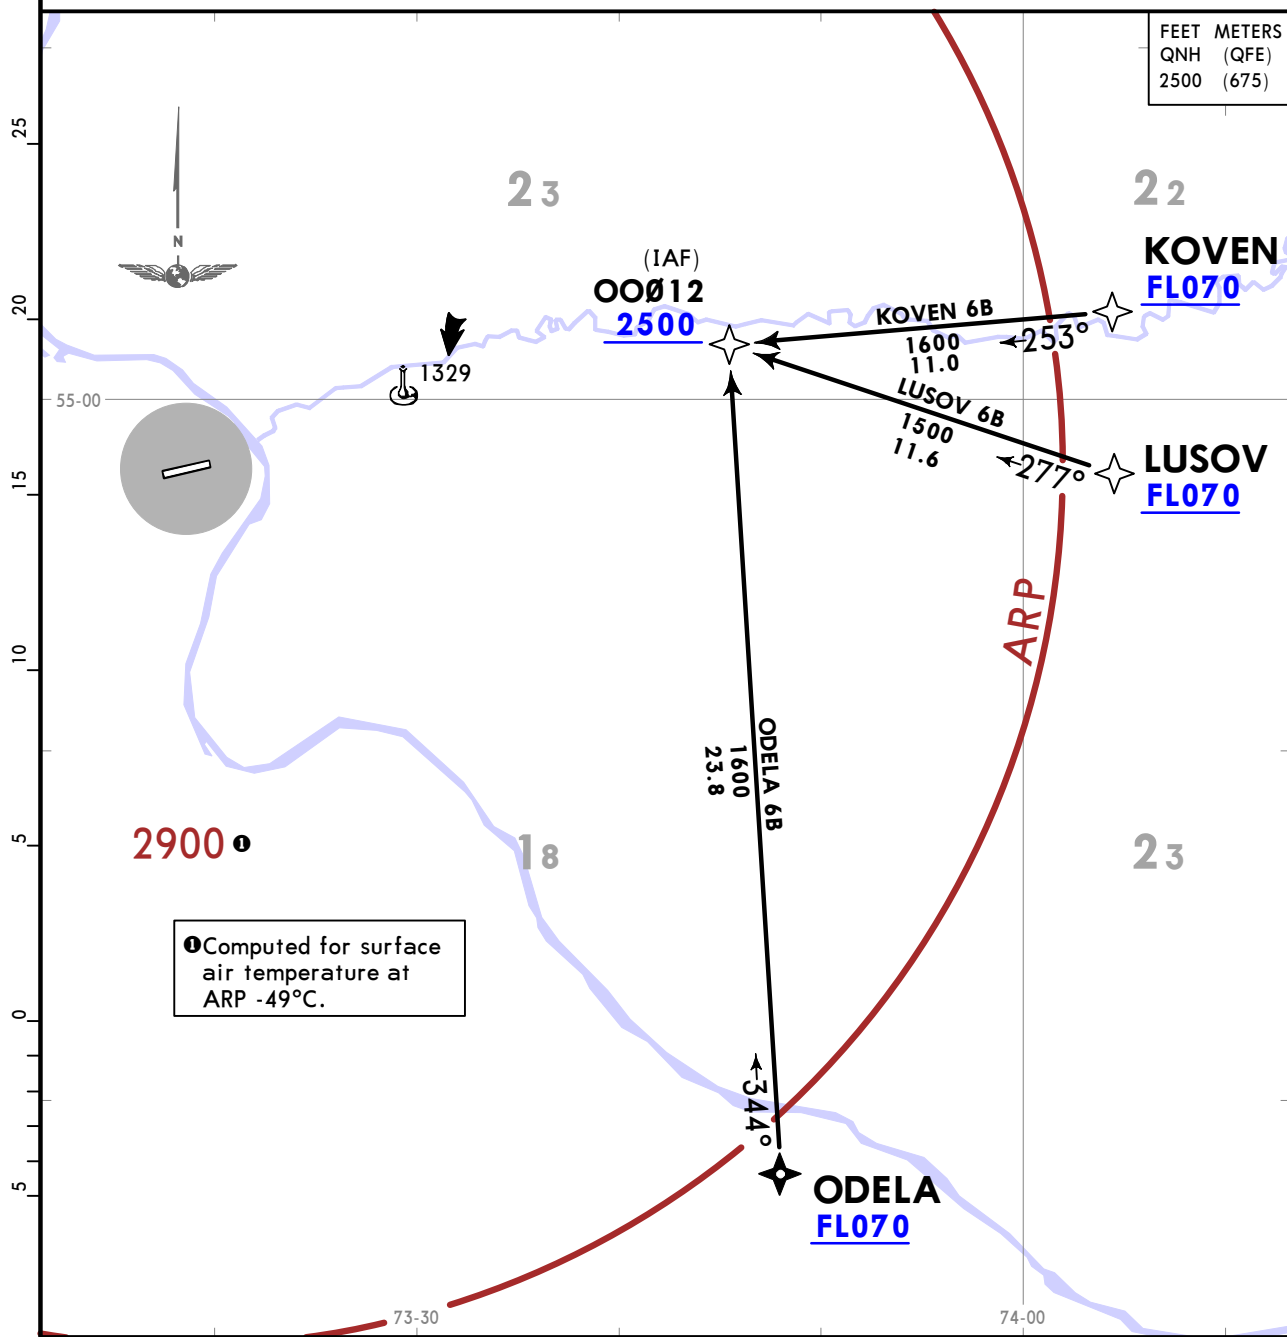 FEET METERS
QNH (QFE)
2500 (675)
25
23
22
N
(IAF)
OOØ12
2500
KOVEN
FL070
20
KOVEN 6B
1600
11.0
253°
1329
55-00
LUSOV 6B
1500
11.6
277°
LUSOV
FL070
15
ARP
10
ODELA 6B
1600
23.8
5
2900 ❶
18
23
❶Computed for surface
air temperature at
ARP -49°C.
0
344°
5
ODELA
FL070
73-30
74-00